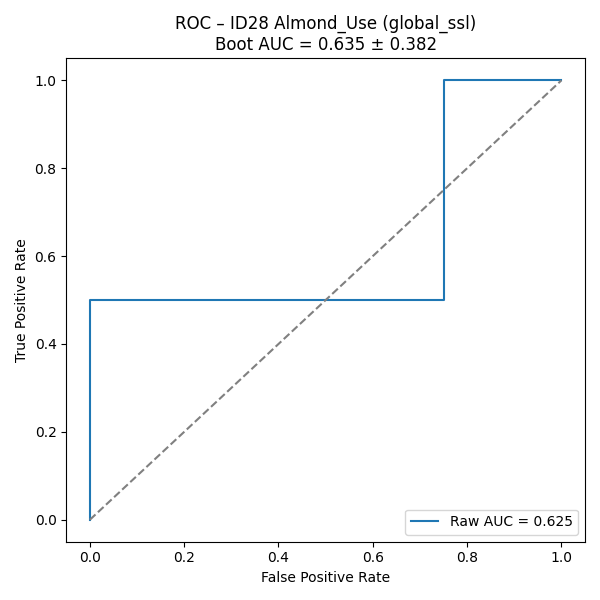 ROC – ID28 Almond_Use (global_ssl)
Boot AUC = 0.635 ± 0.382
True Positive Rate
1.0
0.8
0.6
0.4
0.2
0.0
Raw AUC = 0.625
0.0 0.2 0.4 0.6 0.8 1.0
False Positive Rate